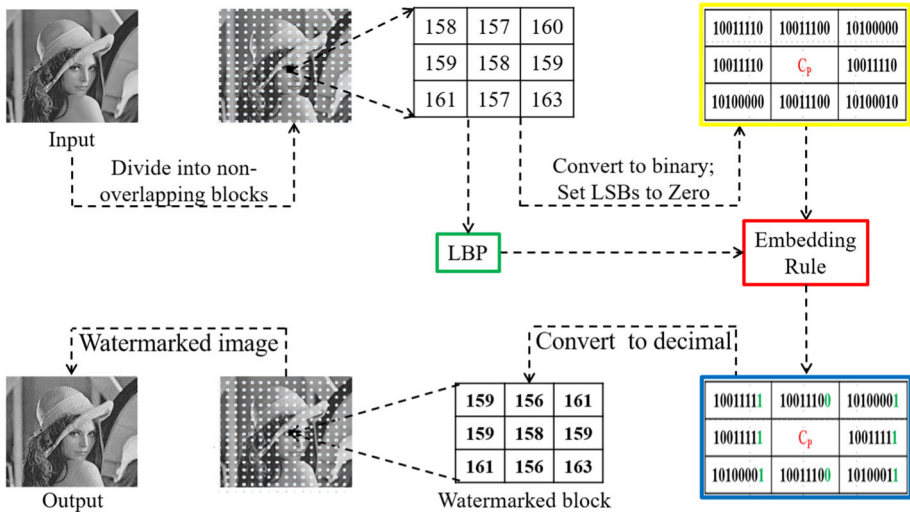 158 157 160
159 158 159
161 157 163
10011110 10011100 10100000
10011110 Cₚ 10011110
10100000 10011100 10100010
Input
Divide into non-
overlapping blocks
Convert to binary;
Set LSBs to Zero
LBP
Embedding
Rule
Watermarked image
Convert to decimal
159 156 161
159 158 159
161 156 163
10011111 10011100 10100001
10011111 Cₚ 10011111
10100001 10011100 10100011
Output
Watermarked block